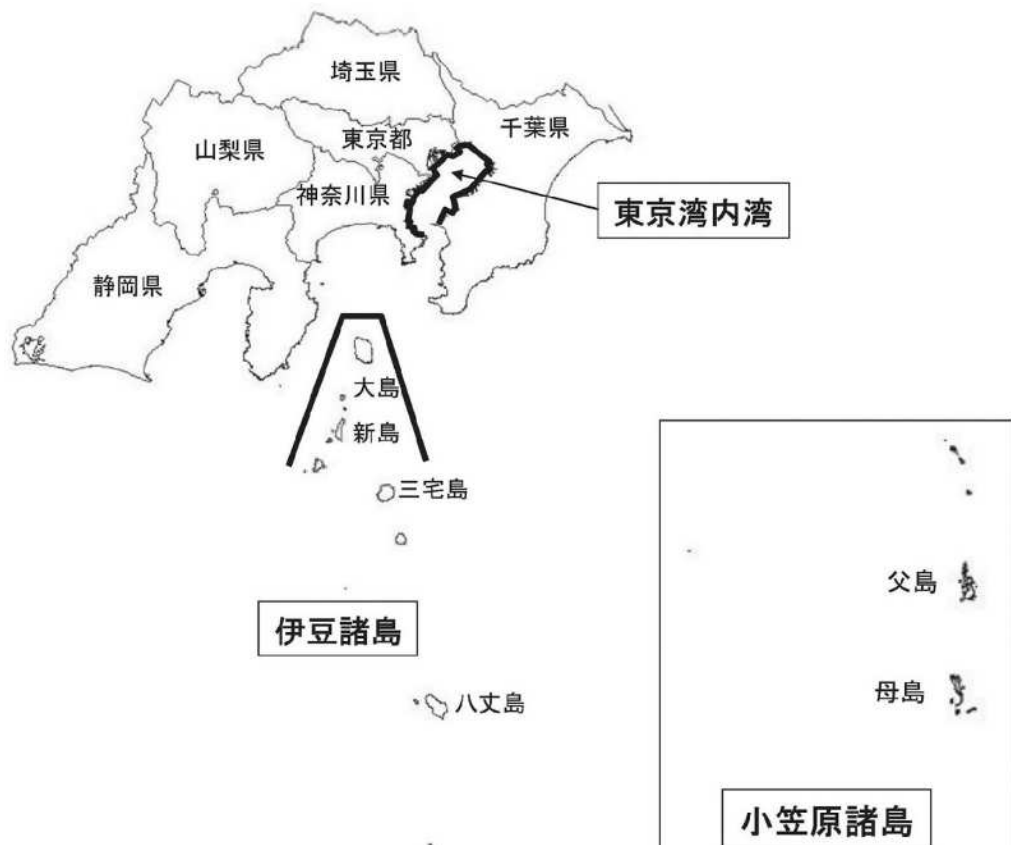 埼玉県
千葉県
東京都
山梨県
神奈川県
東京湾内湾
静岡県
大島
新島
三宅島
伊豆諸島
八丈島
父島
母島
小笠原諸島